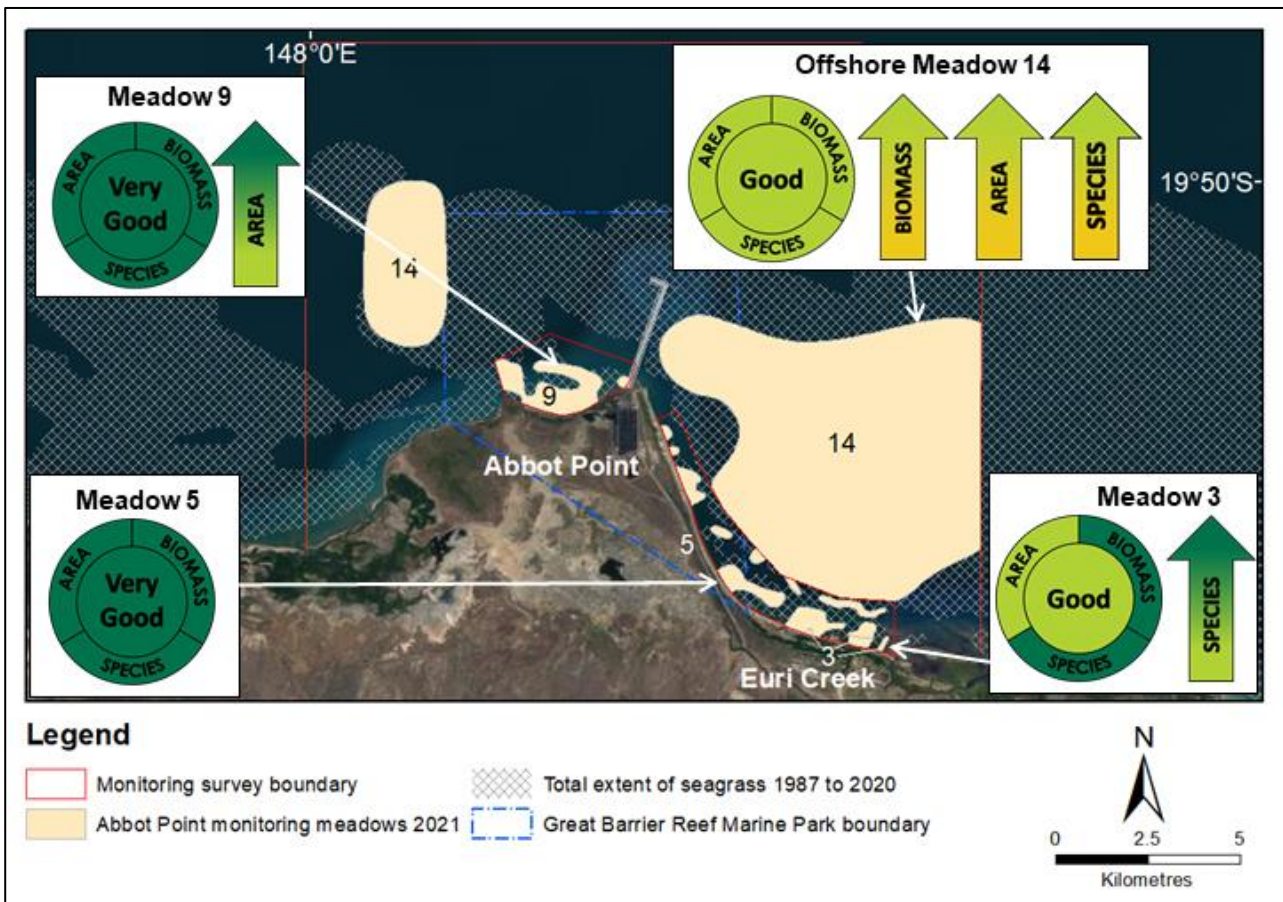 148°0'E
Meadow 9
AREA
BIOMASS
SPECIES
Very
Good
AREA
Offshore Meadow 14
AREA
BIOMASS
SPECIES
Good
BIOMASS
AREA
SPECIES
19°50'S
14
9
14
Abbot Point
Meadow 5
AREA
BIOMASS
SPECIES
Very
Good
5
Meadow 3
AREA
BIOMASS
SPECIES
Good
SPECIES
3
Euri Creek
Legend
Monitoring survey boundary
Abbot Point monitoring meadows 2021
Total extent of seagrass 1987 to 2020
Great Barrier Reef Marine Park boundary
N
0 2.5 5
Kilometres